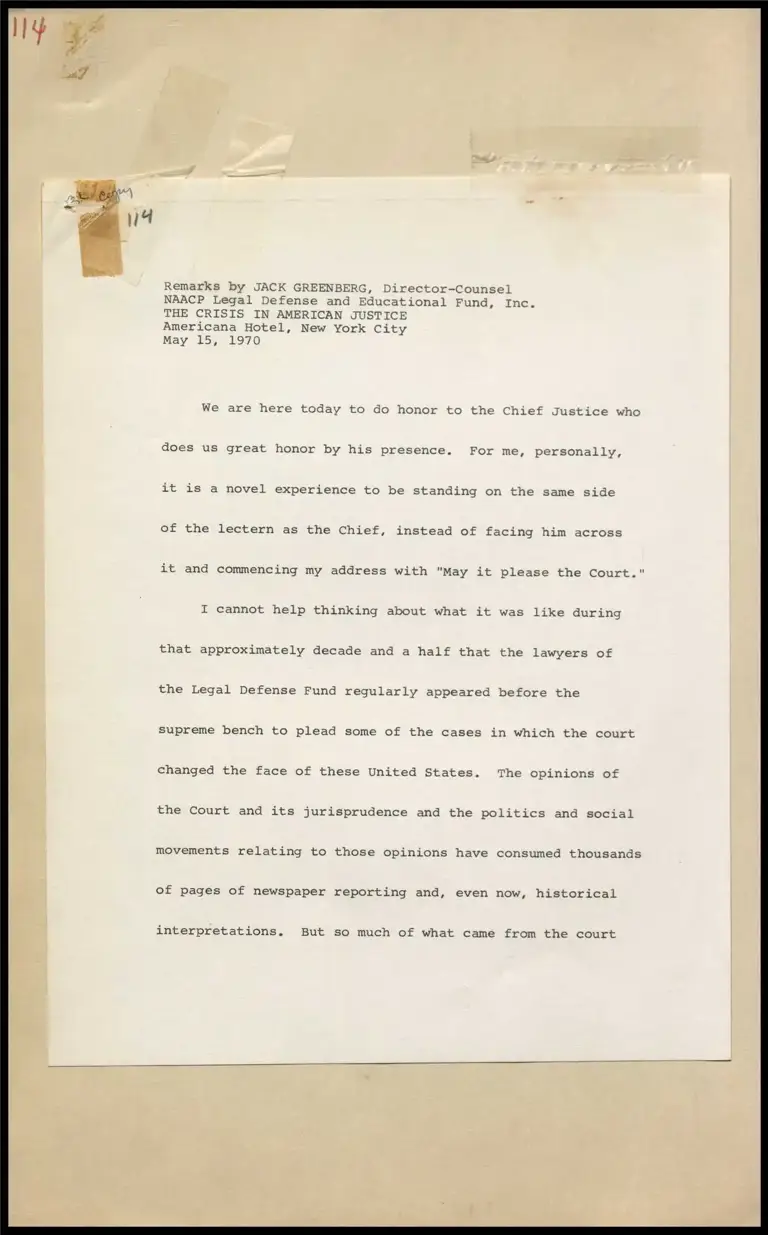 114
copy
114
Remarks by JACK GREENBERG, Director-Counsel
NAACP Legal Defense and Educational Fund, Inc.
THE CRISIS IN AMERICAN JUSTICE
Americana Hotel, New York City
May 15, 1970
We are here today to do honor to the Chief Justice who
does us great honor by his presence. For me, personally,
it is a novel experience to be standing on the same side
of the lectern as the Chief, instead of facing him across
it and commencing my address with "May it please the Court."
I cannot help thinking about what it was like during
that approximately decade and a half that the lawyers of
the Legal Defense Fund regularly appeared before the
supreme bench to plead some of the cases in which the court
changed the face of these United States. The opinions of
the Court and its jurisprudence and the politics and social
movements relating to those opinions have consumed thousands
of pages of newspaper reporting and, even now, historical
interpretations. But so much of what came from the court